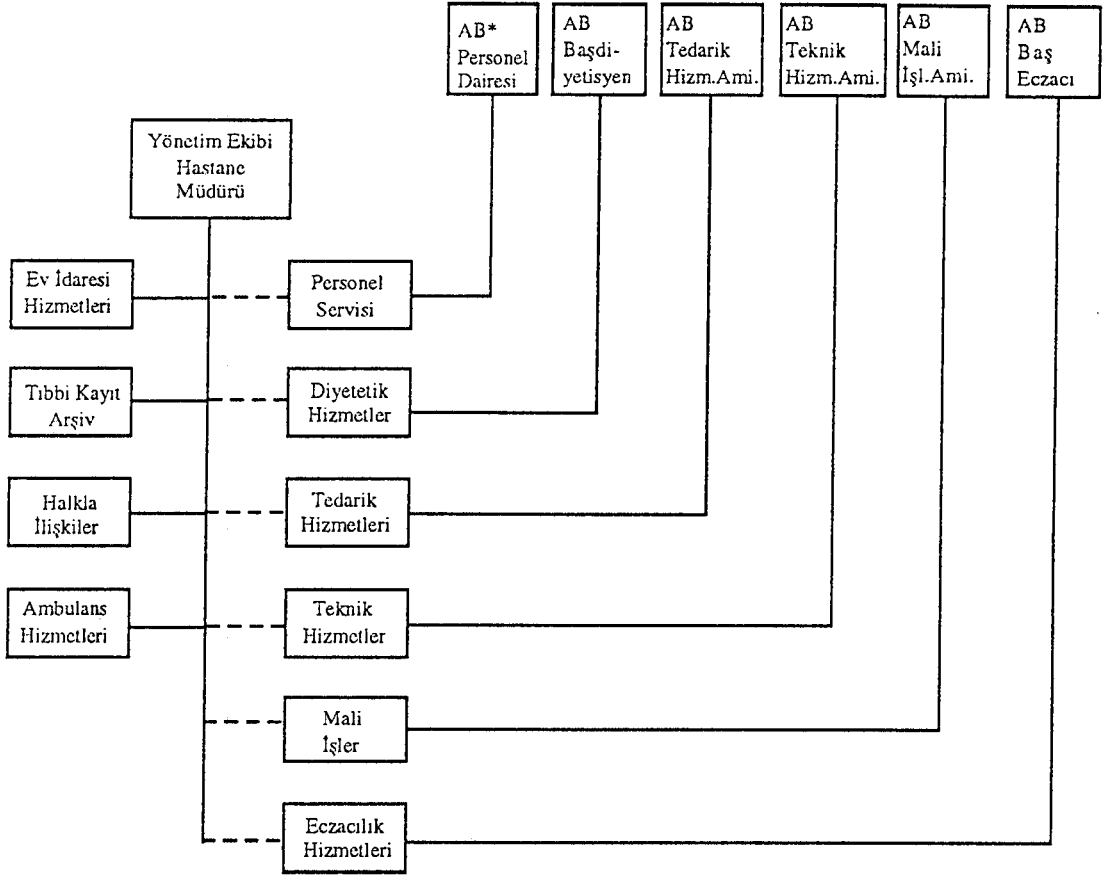 AB*
Personel
Dairesi
AB
Başdi-
yetisyen
AB
Tedarik
Hizm.Ami.
AB
Teknik
Hizm.Ami.
AB
Mali
İşl.Ami.
AB
Baş
Eczacı
Yönetim Ekibi
Hastane
Müdürü
Ev İdaresi
Hizmetleri
Personel
Servisi
Tıbbi Kayıt
Arşiv
Diyetetik
Hizmetler
Halkla
İlişkiler
Tedarik
Hizmetleri
Ambulans
Hizmetleri
Teknik
Hizmetler
Mali
İşler
Eczacılık
Hizmetleri